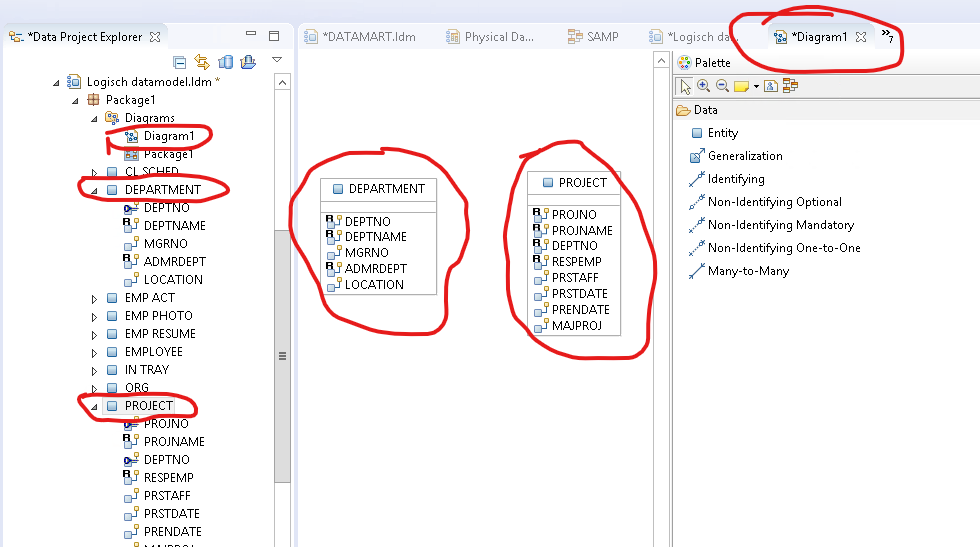 *Data Project Explorer
*DATAMART.ldm
Physical Da...
SAMP
*Logisch da
*Diagram1
»7
Logisch datamodel.ldm *
Package1
Diagrams
Diagram1
Package1
CL SCHED
DEPARTMENT
DEPTNO
DEPTNAME
MGRNO
ADMRDEPT
LOCATION
EMP ACT
EMP PHOTO
EMP RESUME
EMPLOYEE
IN TRAY
ORG
PROJECT
PROJNO
PROJNAME
DEPTNO
RESPEMP
PRSTAFF
PRSTDATE
PRENDATE
MAJPROJ
DEPARTMENT
DEPTNO
DEPTNAME
MGRNO
ADMRDEPT
LOCATION
PROJECT
PROJNO
PROJNAME
DEPTNO
RESPEMP
PRSTAFF
PRSTDATE
PRENDATE
MAJPROJ
Palette
Data
Entity
Generalization
Identifying
Non-Identifying Optional
Non-Identifying Mandatory
Non-Identifying One-to-One
Many-to-Many